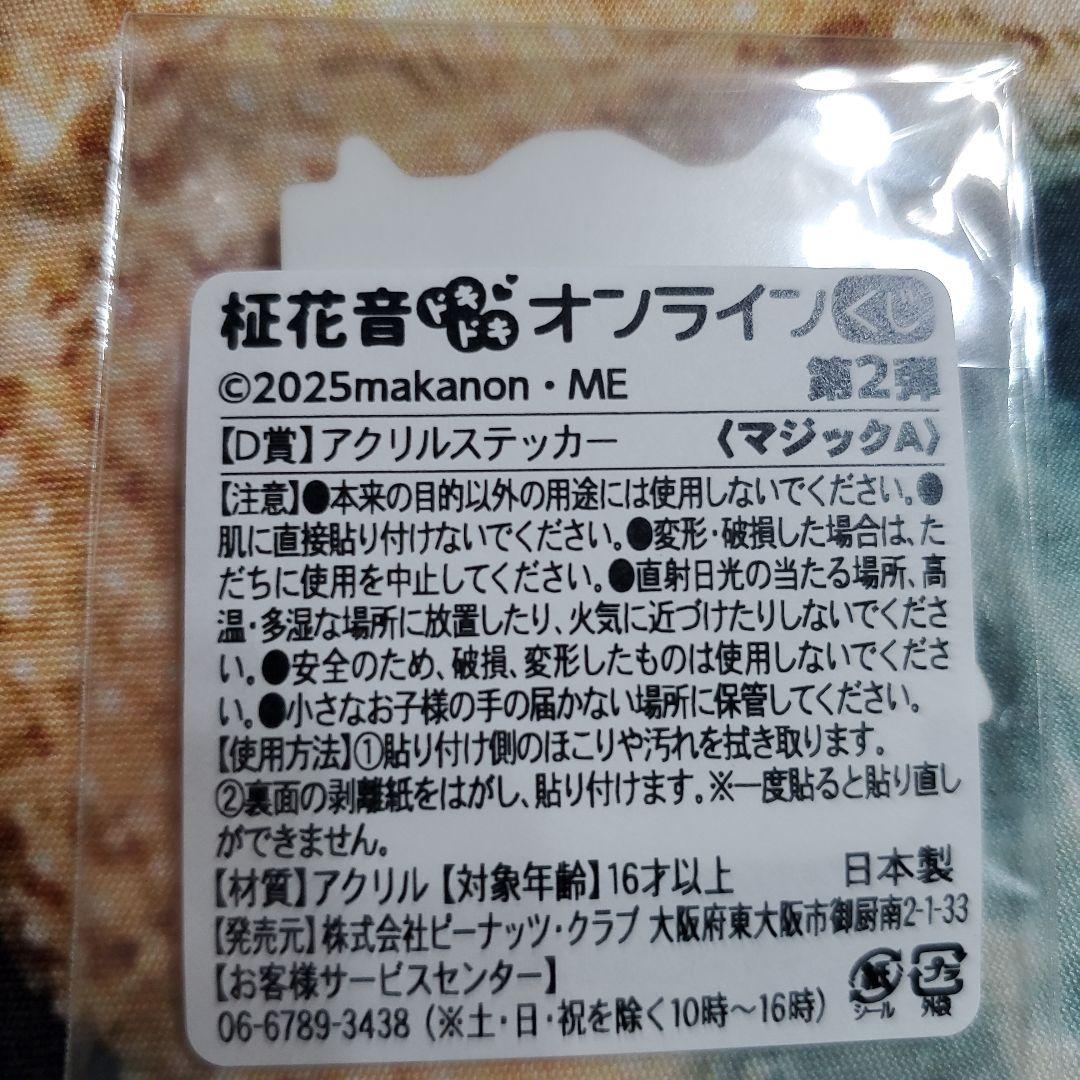 柾花音ドキドキオンラインくじ
©2025makanon・ME 第2弾
【D賞】アクリルステッカー 〈マジックA〉
【注意】●本来の目的以外の用途には使用しないでください。●
肌に直接貼り付けないでください。●変形・破損した場合は、た
だちに使用を中止してください。●直射日光の当たる場所、高
温・多湿な場所に放置したり、火気に近づけたりしないでくださ
い。●安全のため、破損、変形したものは使用しないでくださ
い。●小さなお子様の手の届かない場所に保管してください。
【使用方法】①貼り付け側のほこりや汚れを拭き取ります。
②裏面の剥離紙をはがし、貼り付けます。※一度貼ると貼り直し
ができません。
【材質】アクリル【対象年齢】16才以上 日本製
【発売元】株式会社ピーナッツ・クラブ 大阪府東大阪市御厨南2-1-33
【お客様サービスセンター】
06-6789-3438（※土・日・祝を除く10時～16時）
紙 プラ
シール 外袋